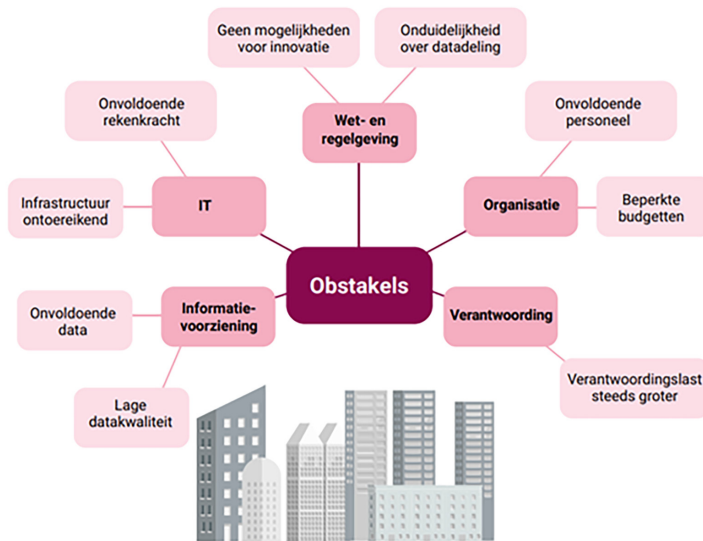 Geen mogelijkheden
voor innovatie
Onduidelijkheid
over datadeling
Wet- en
regelgeving
Onvoldoende
rekenkracht
Infrastructuur
ontoereikend
IT
Onvoldoende
personeel
Organisatie
Beperkte
budgetten
Obstakels
Onvoldoende
data
Informatie-
voorziening
Lage
datakwaliteit
Verantwoording
Verantwoordingslast
steeds groter